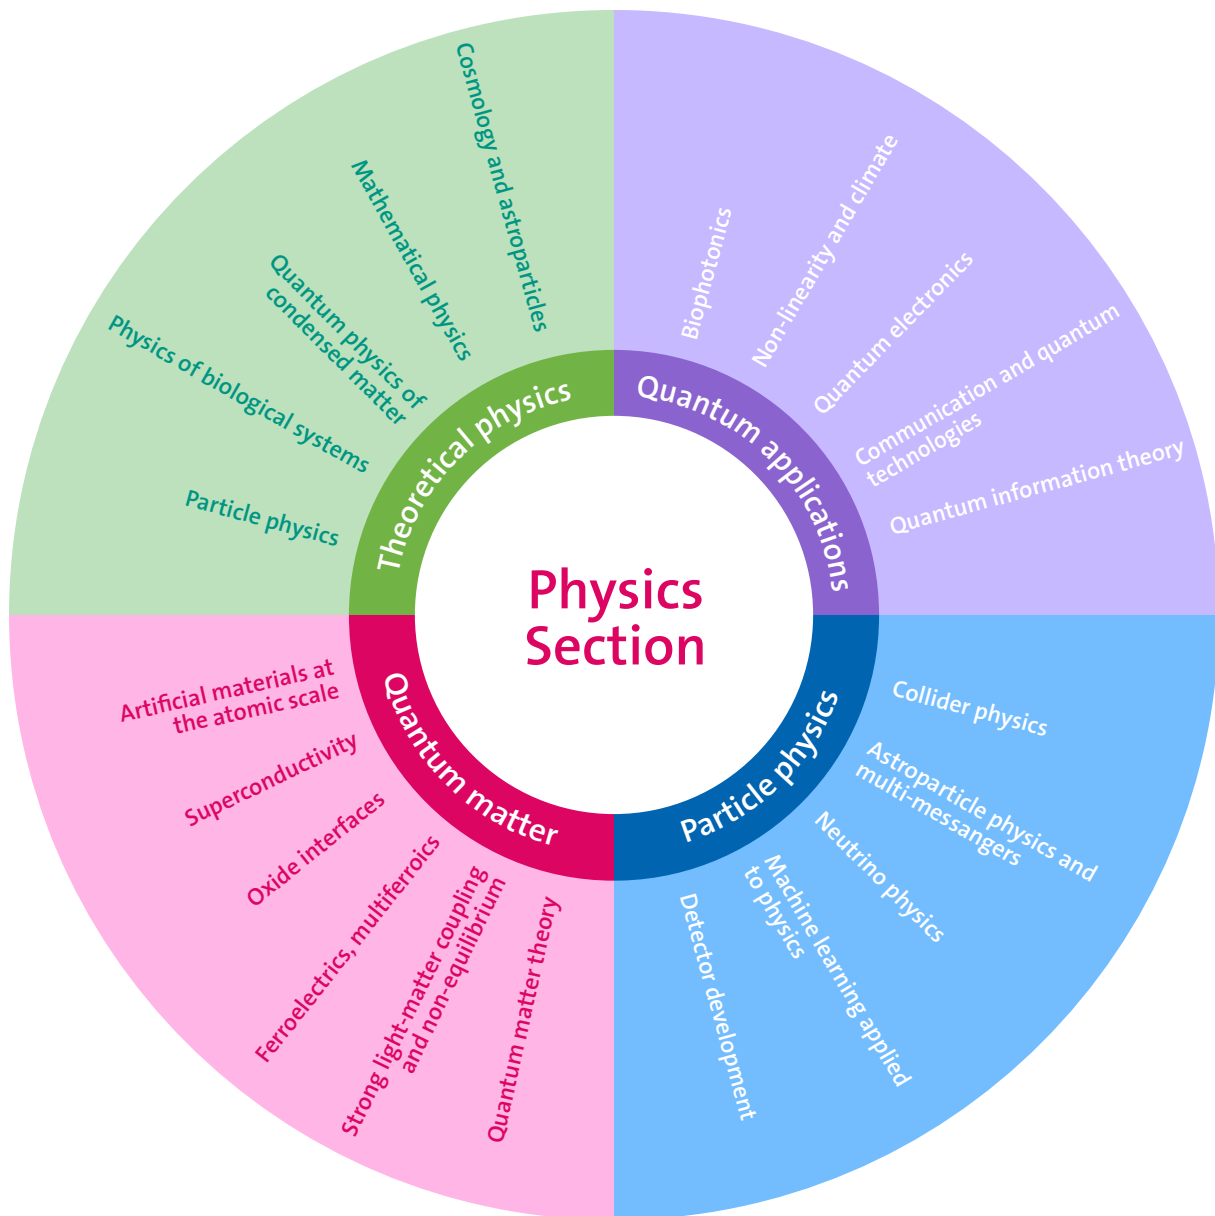 Physics
Section
Theoretical physics
Cosmology and astroparticles
Mathematical physics
Quantum physics of
condensed matter
Physics of biological systems
Particle physics
Quantum applications
Biophotonics
Non-linearity and climate
Quantum electronics
Communication and quantum
technologies
Quantum information theory
Particle physics
Collider physics
Astroparticle physics and
multi-messangers
Neutrino physics
Machine learning applied
to physics
Detector development
Quantum matter
Artificial materials at
the atomic scale
Superconductivity
Oxide interfaces
Ferroelectrics, multiferroics
Strong light-matter coupling
and non-equilibrium
Quantum matter theory